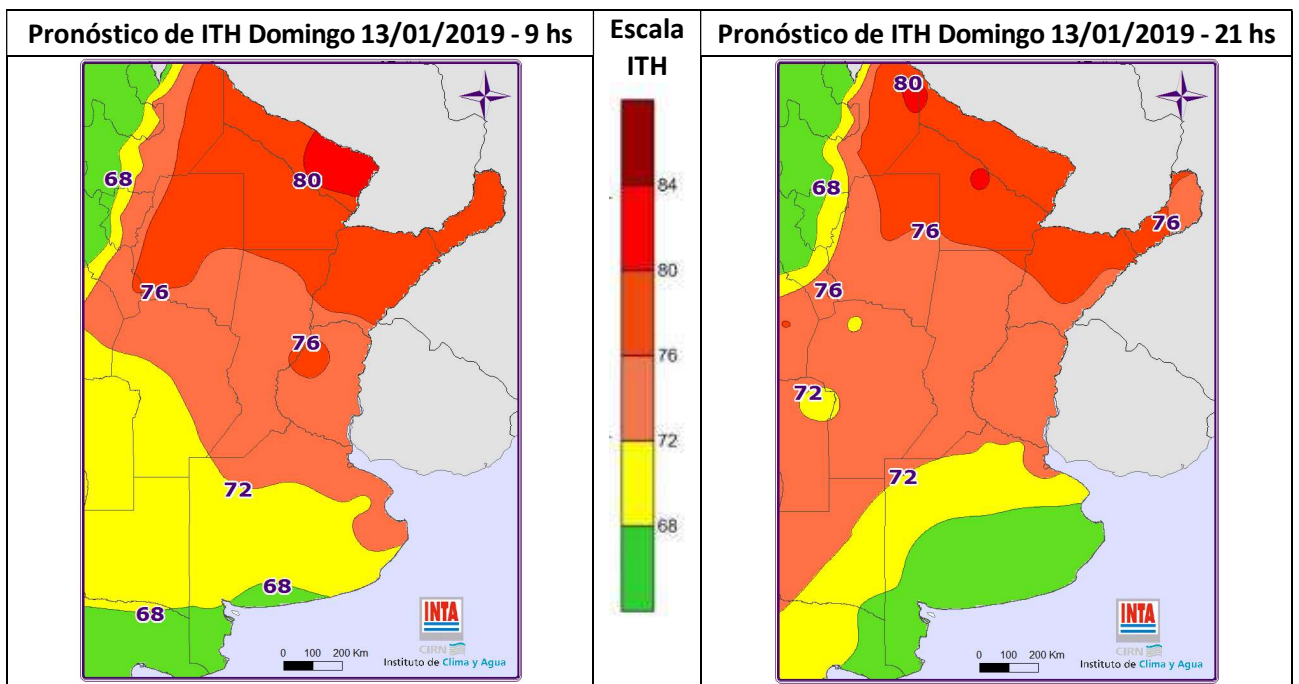 Pronóstico de ITH Domingo 13/01/2019 - 9 hs
Escala
ITH
Pronóstico de ITH Domingo 13/01/2019 - 21 hs
68
80
76
76
72
68
68
INTA
CIRN
Instituto de Clima y Agua
0 100 200 Km
84
80
76
72
68
80
68
76
76
76
72
72
INTA
CIRN
Instituto de Clima y Agua
0 100 200 Km